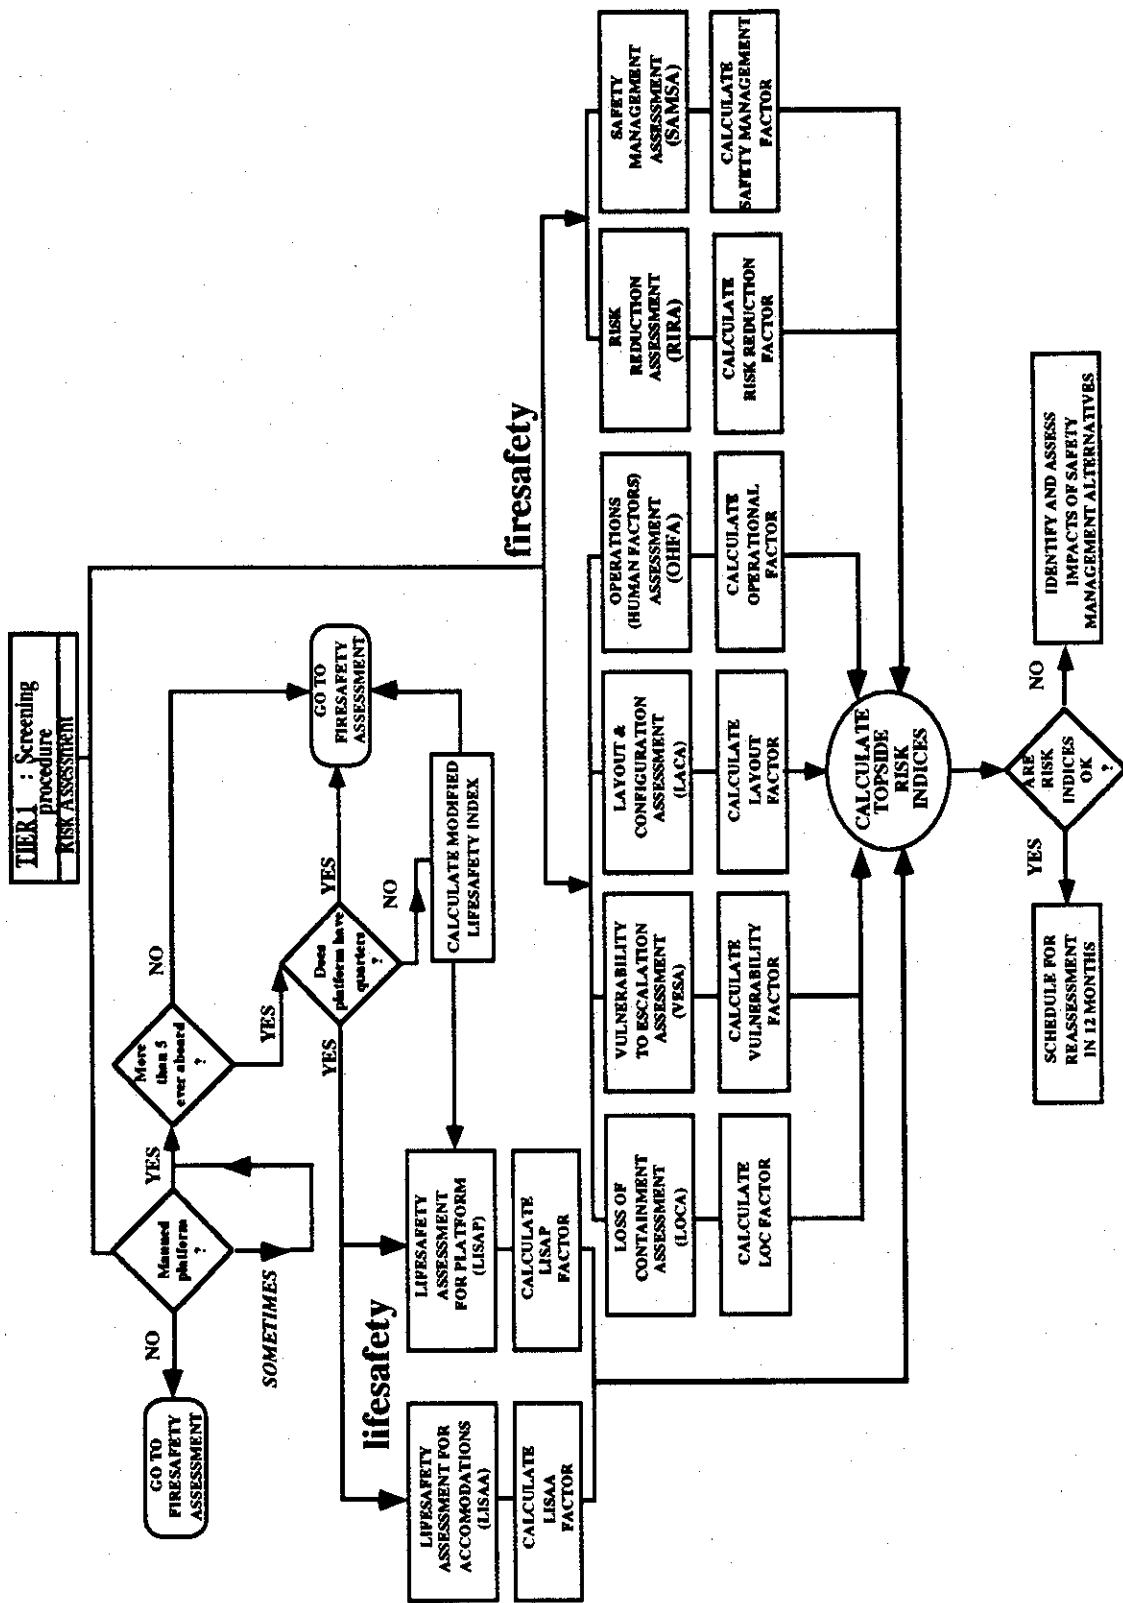 TIER 1 : Screening
procedure
Risk Assessment
Manned
platform
?
NO
GO TO
FIRESAFETY
ASSESSMENT
SOMETIMES
YES
More
than 5
ever aboard
?
NO
YES
Does
platform have
quarters
?
YES
YES
NO
GO TO
FIRESAFETY
ASSESSMENT
CALCULATE MODIFIED
LIFESAFETY INDEX
lifesafety
firesafety
LIFESAFETY
ASSESSMENT FOR
ACCOMODATIONS
(LISAA)
LIFESAFETY
ASSESSMENT
FOR PLATFORM
(LISAP)
CALCULATE
LISAA
FACTOR
CALCULATE
LISAP
FACTOR
LOSS OF
CONTAINMENT
ASSESSMENT
(LOCA)
VULNERABILITY
TO ESCALATION
ASSESSMENT
(VESA)
LAYOUT &
CONFIGURATION
ASSESSMENT
(LACA)
OPERATIONS
(HUMAN FACTORS)
ASSESSMENT
(OHFA)
RISK
REDUCTION
ASSESSMENT
(RIRA)
SAFETY
MANAGEMENT
ASSESSMENT
(SAMSA)
CALCULATE
LOC FACTOR
CALCULATE
VULNERABILITY
FACTOR
CALCULATE
LAYOUT
FACTOR
CALCULATE
OPERATIONAL
FACTOR
CALCULATE
RISK REDUCTION
FACTOR
CALCULATE
SAFETY MANAGEMENT
FACTOR
CALCULATE
TOPSIDE
RISK
INDICES
ARE
RISK
INDICES
OK
?
YES
NO
SCHEDULE FOR
REASSESSMENT
IN 12 MONTHS
IDENTIFY AND ASSESS
IMPACTS OF SAFETY
MANAGEMENT ALTERNATIVES